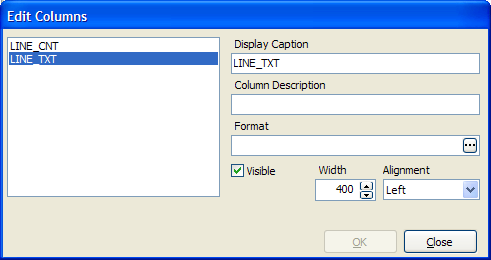 Edit Columns
LINE_CNT
LINE_TXT
Display Caption
LINE_TXT
Column Description
Format
...
Visible
Width
400
Alignment
Left
OK
Close